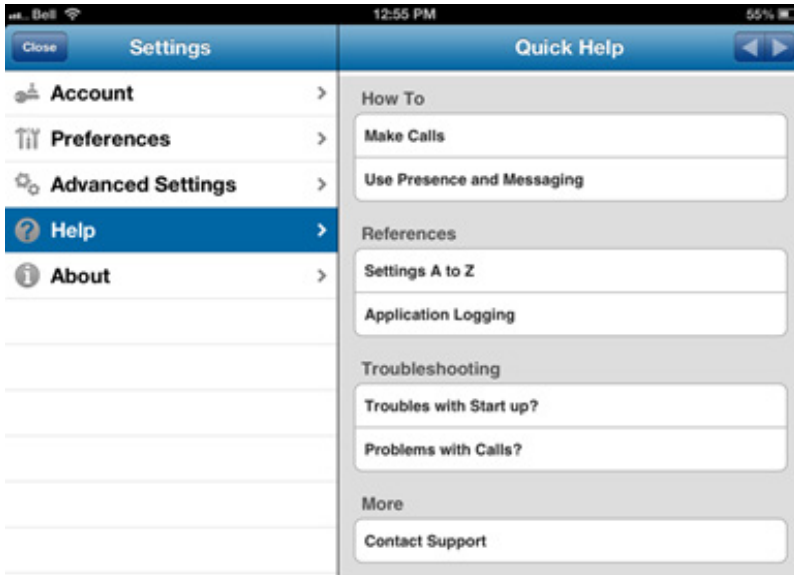 Bell 12:55 PM 55%
Close Settings Quick Help
Account
Preferences
Advanced Settings
Help
About
How To
Make Calls
Use Presence and Messaging
References
Settings A to Z
Application Logging
Troubleshooting
Troubles with Start up?
Problems with Calls?
More
Contact Support